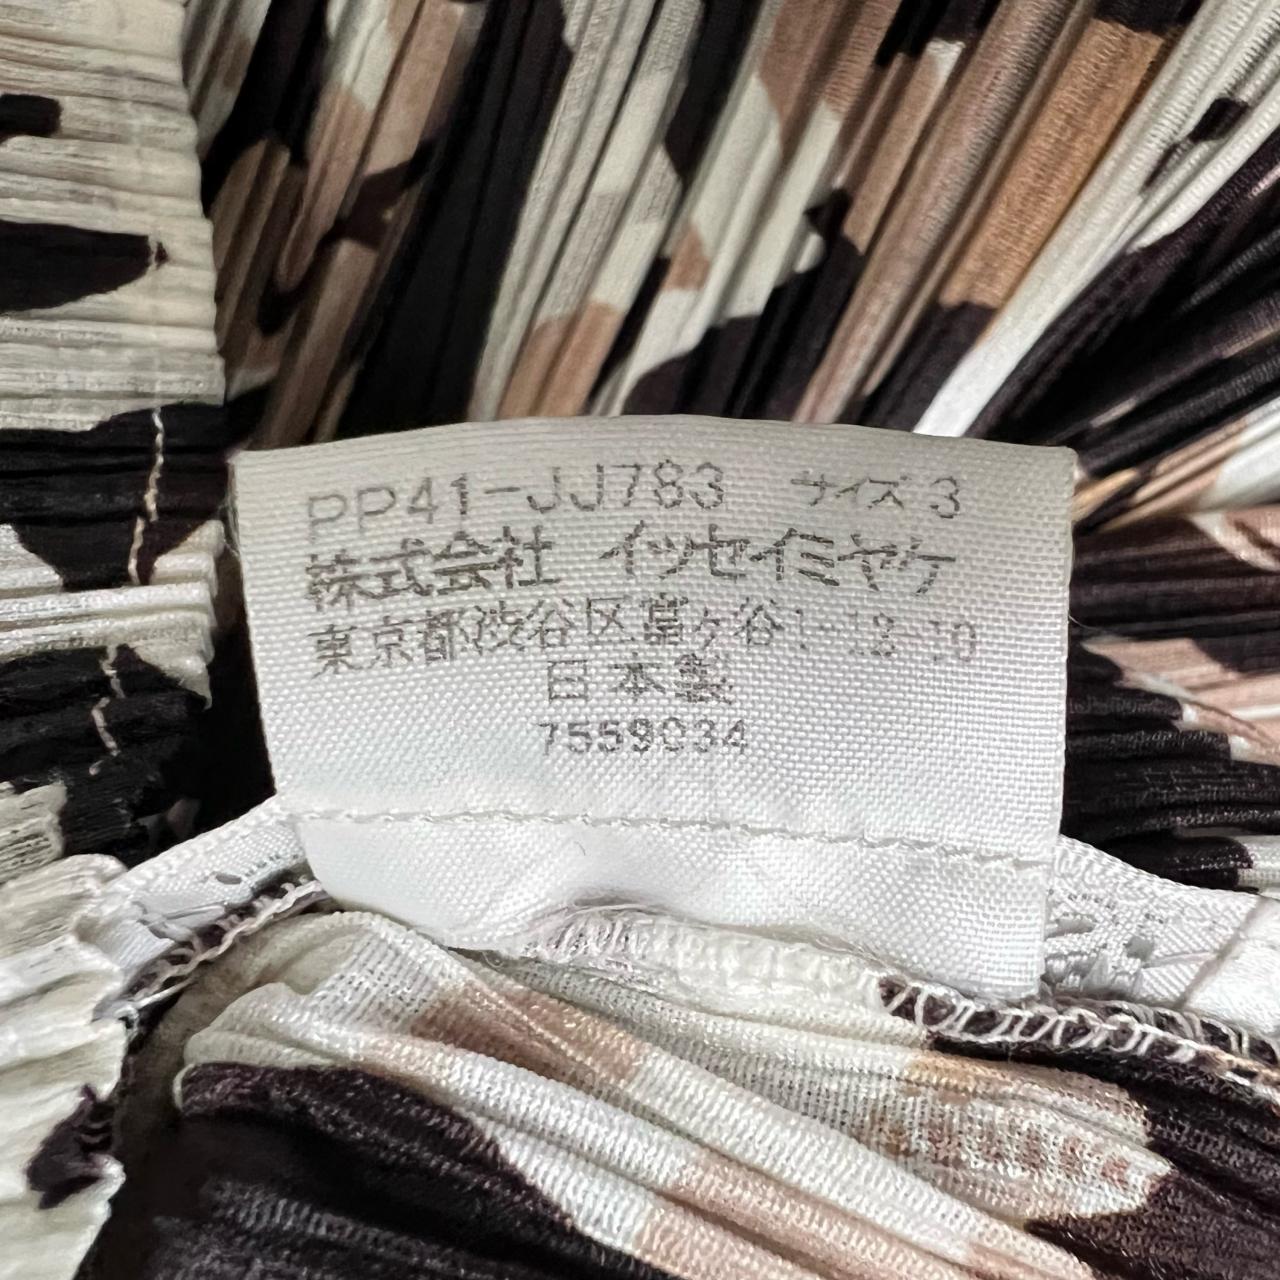 PP41-JJ783 サイズ 3
株式会社 イッセイミヤケ
東京都渋谷区富ヶ谷1-12-10
日本製
7559034